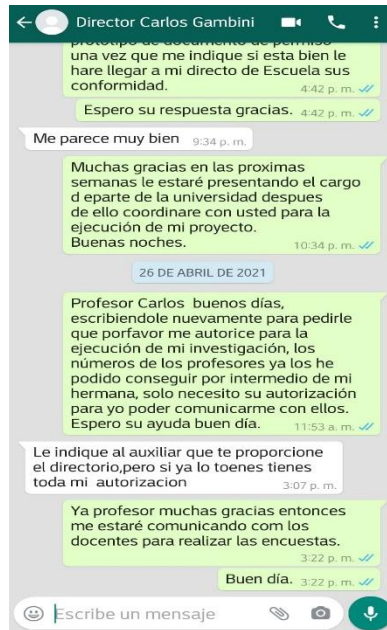 Director Carlos Gambini
prototipo de documento de permiso
una vez que me indique si esta bien le
hare llegar a mi directo de Escuela sus
conformidad.
4:42 p. m.
Espero su respuesta gracias. 4:42 p. m.
Me parece muy bien 9:34 p. m.
Muchas gracias en las proximas
semanas le estaré presentando el cargo
d eparte de la universidad despues
de ello coordinare con usted para la
ejecución de mi proyecto.
Buenas noches.
10:34 p. m.
26 DE ABRIL DE 2021
Profesor Carlos buenos días,
escribiendole nuevamente para pedirle
que porfavor me autorice para la
ejecución de mi investigación, los
números de los profesores ya los he
podido conseguir por intermedio de mi
hermana, solo necesito su autorización
para yo poder comunicarme con ellos.
Espero su ayuda buen día. 11:53 a. m.
Le indique al auxiliar que te proporcione
el directorio,pero si ya lo toenes tienes
toda mi autorizacion 3:07 p. m.
Ya profesor muchas gracias entonces
me estaré comunicando com los
docentes para realizar las encuestas.
3:22 p. m.
Buen día. 3:22 p. m.
Escribe un mensaje